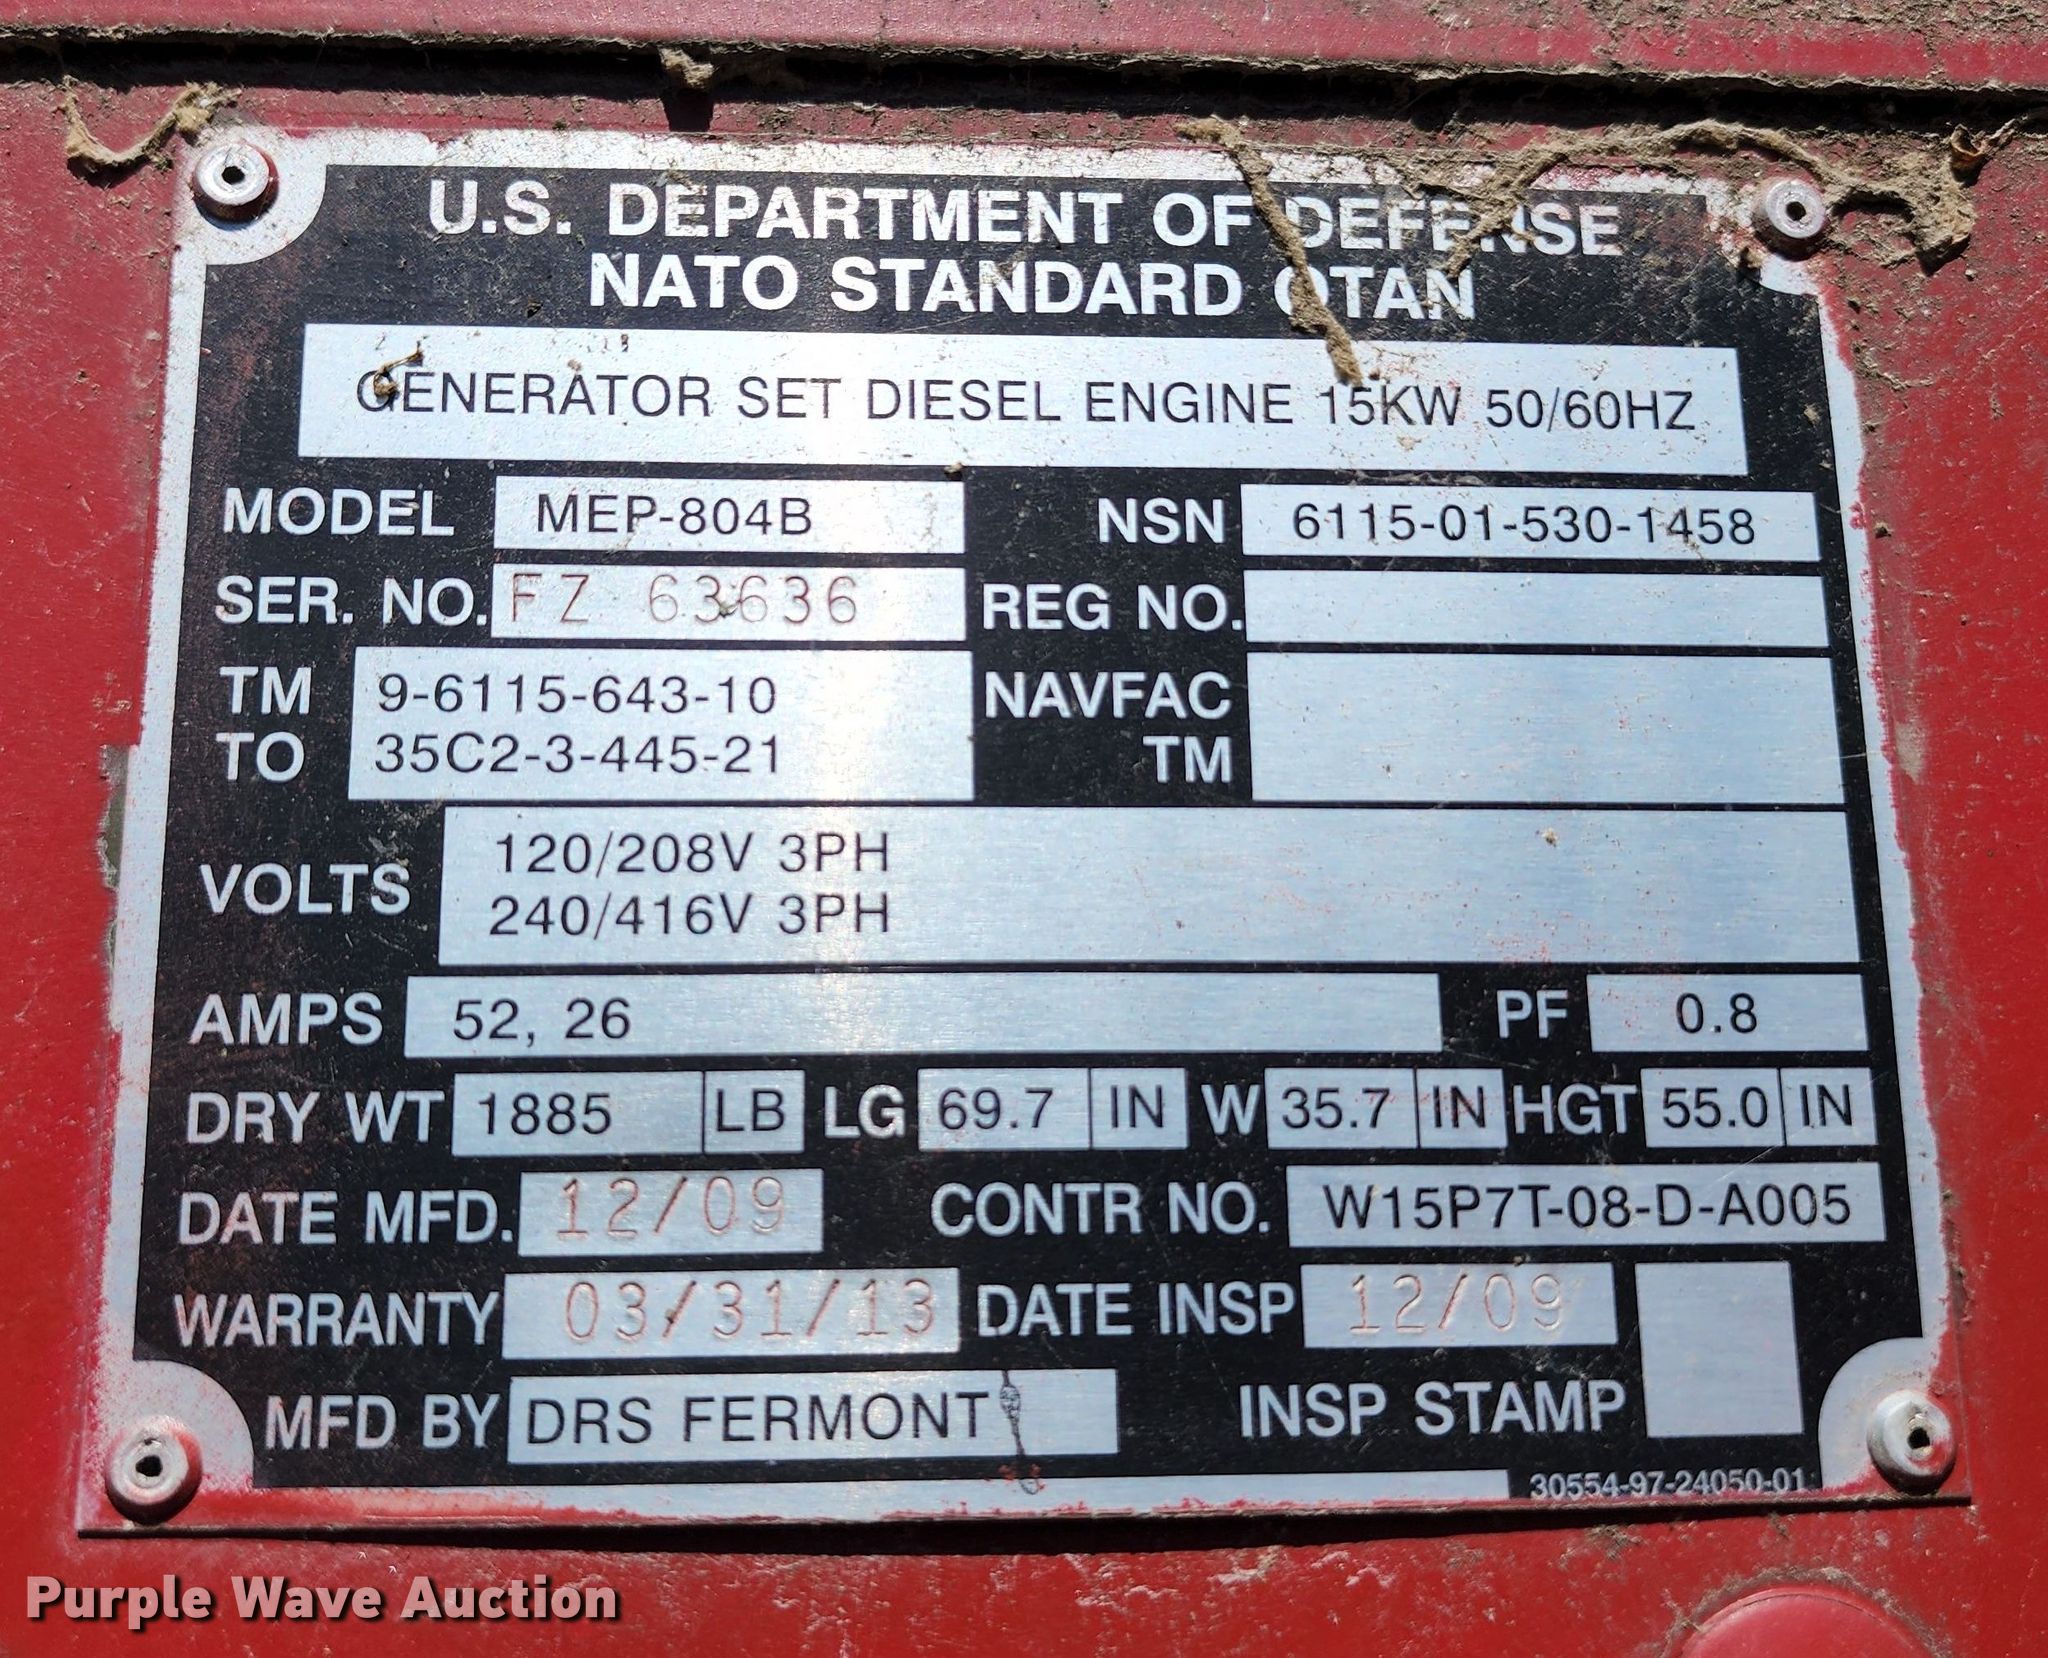 U.S. DEPARTMENT OF DEFENSE
NATO STANDARD OTAN
GENERATOR SET DIESEL ENGINE 15KW 50/60HZ
MODEL MEP-804B NSN 6115-01-530-1458
SER. NO. FZ 63636 REG NO.
TM 9-6115-643-10 NAVFAC
TO 35C2-3-445-21 TM
VOLTS 120/208V 3PH
240/416V 3PH
AMPS 52, 26 PF 0.8
DRY WT 1885 LB LG 69.7 IN W 35.7 IN HGT 55.0 IN
DATE MFD. 12/09 CONTR NO. W15P7T-08-D-A005
WARRANTY 03/31/13 DATE INSP 12/09
MFD BY DRS FERMONT INSP STAMP
30554-97-24050-01
Purple Wave Auction